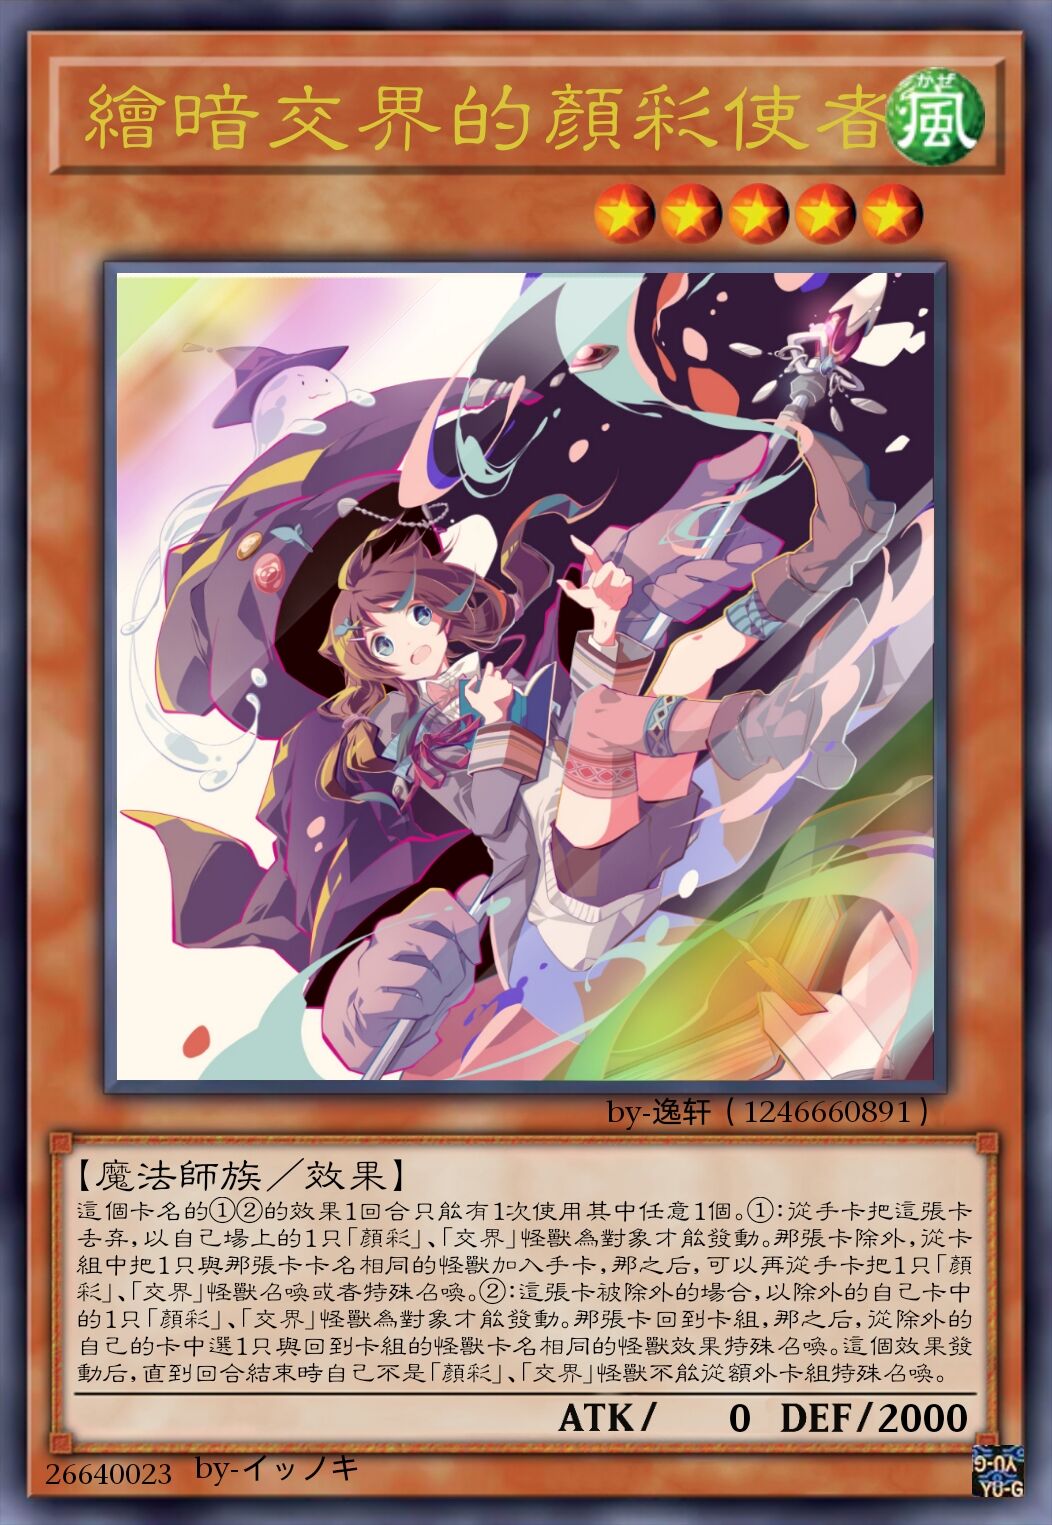 繪暗交界的顏彩使者
かぜ
風
by-逸轩（1246660891）
【魔法師族／效果】
這個卡名的①②的效果1回合只能有1次使用其中任意1個。①：從手卡把這張卡
丟弃，以自己場上的1只「顏彩」、「交界」怪獸為對象才能發動。那張卡除外，從卡
組中把1只與那張卡卡名相同的怪獸加入手卡，那之后，可以再從手卡把1只「顏
彩」、「交界」怪獸召喚或者特殊召喚。②：這張卡被除外的場合，以除外的自己卡中
的1只「顏彩」、「交界」怪獸為對象才能發動。那張卡回到卡組，那之后，從除外的
自己的卡中選1只與回到卡組的怪獸卡名相同的怪獸效果特殊召喚。這個效果發
動后，直到回合結束時自己不是「顏彩」、「交界」怪獸不能從額外卡組特殊召喚。
ATK/ 0 DEF/2000
26640023 by-イッノキ
YU-G
YU-G